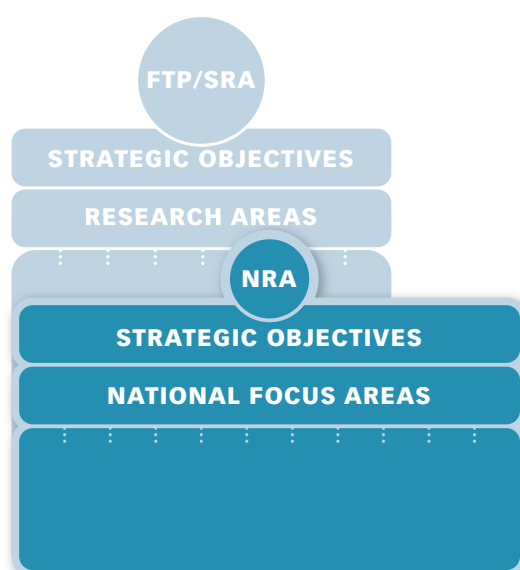 FTP/SRA
STRATEGIC OBJECTIVES
RESEARCH AREAS
NRA
STRATEGIC OBJECTIVES
NATIONAL FOCUS AREAS